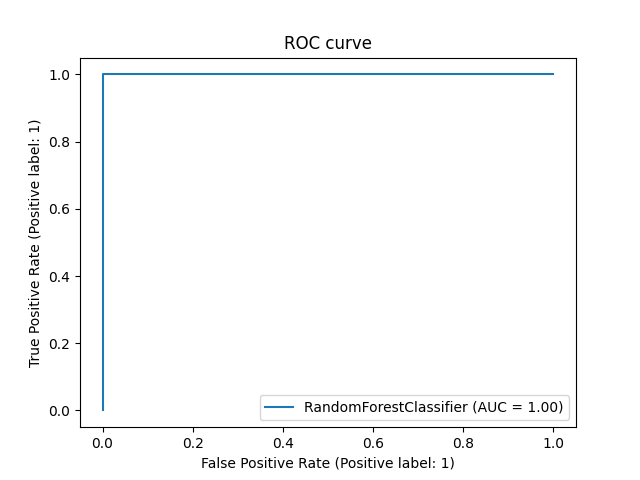 ROC curve
1.0
0.8
0.6
0.4
0.2
0.0
True Positive Rate (Positive label: 1)
RandomForestClassifier (AUC = 1.00)
0.0 0.2 0.4 0.6 0.8 1.0
False Positive Rate (Positive label: 1)